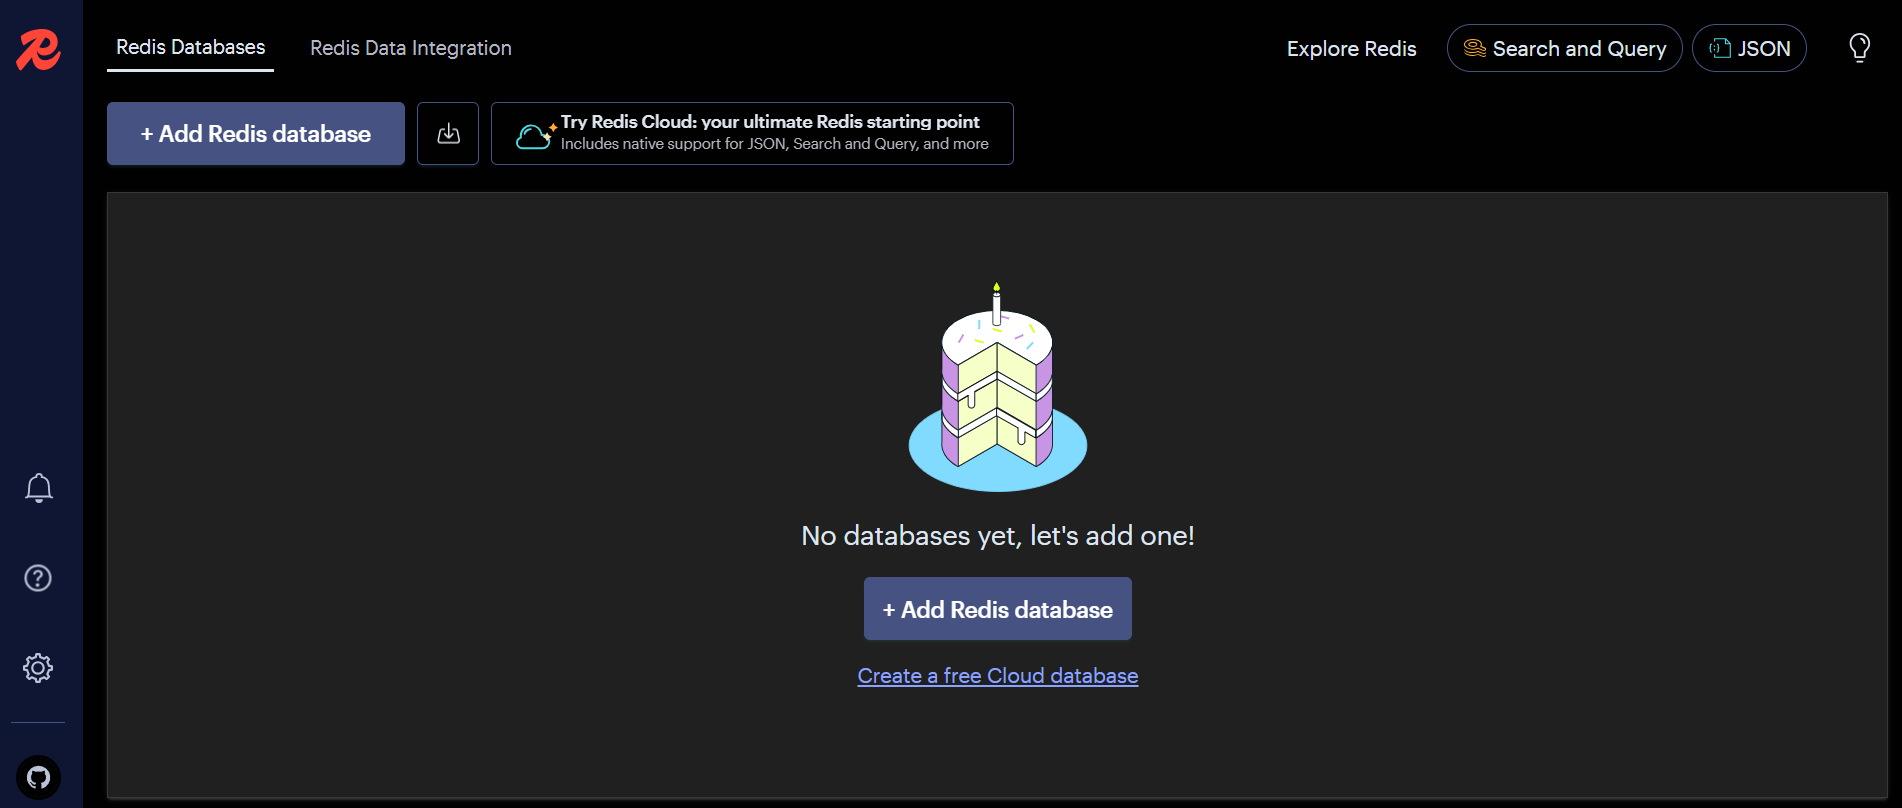 Redis Databases
Redis Data Integration
Explore Redis
Search and Query
JSON
+ Add Redis database
Try Redis Cloud: your ultimate Redis starting point
Includes native support for JSON, Search and Query, and more
No databases yet, let's add one!
+ Add Redis database
Create a free Cloud database